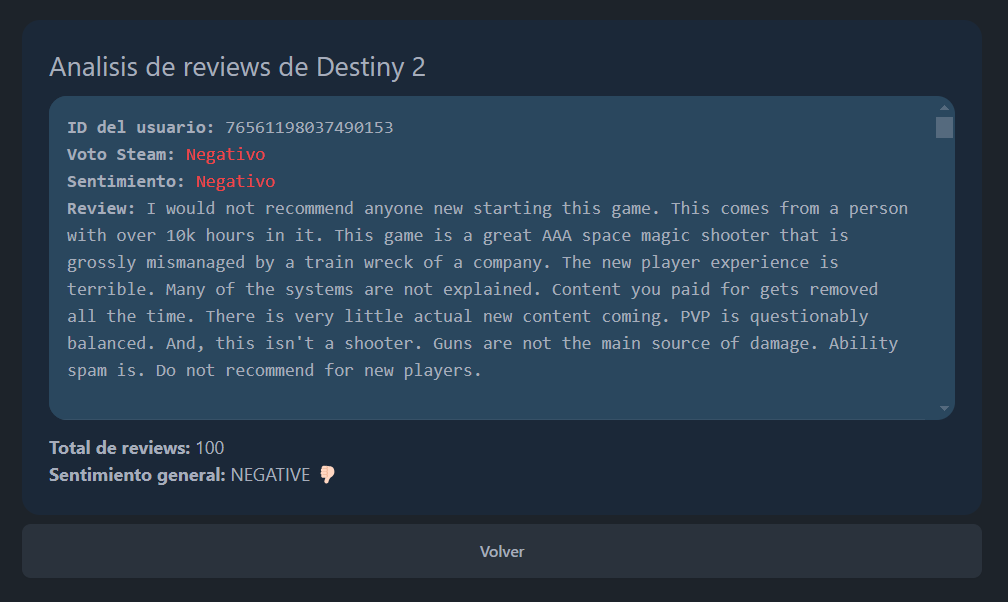 Analisis de reviews de Destiny 2
ID del usuario: 76561198037490153
Voto Steam: Negativo
Sentimiento: Negativo
Review: I would not recommend anyone new starting this game. This comes from a person
with over 10k hours in it. This game is a great AAA space magic shooter that is
grossly mismanaged by a train wreck of a company. The new player experience is
terrible. Many of the systems are not explained. Content you paid for gets removed
all the time. There is very little actual new content coming. PVP is questionably
balanced. And, this isn't a shooter. Guns are not the main source of damage. Ability
spam is. Do not recommend for new players.
Total de reviews: 100
Sentimiento general: NEGATIVE 👎🏻
Volver